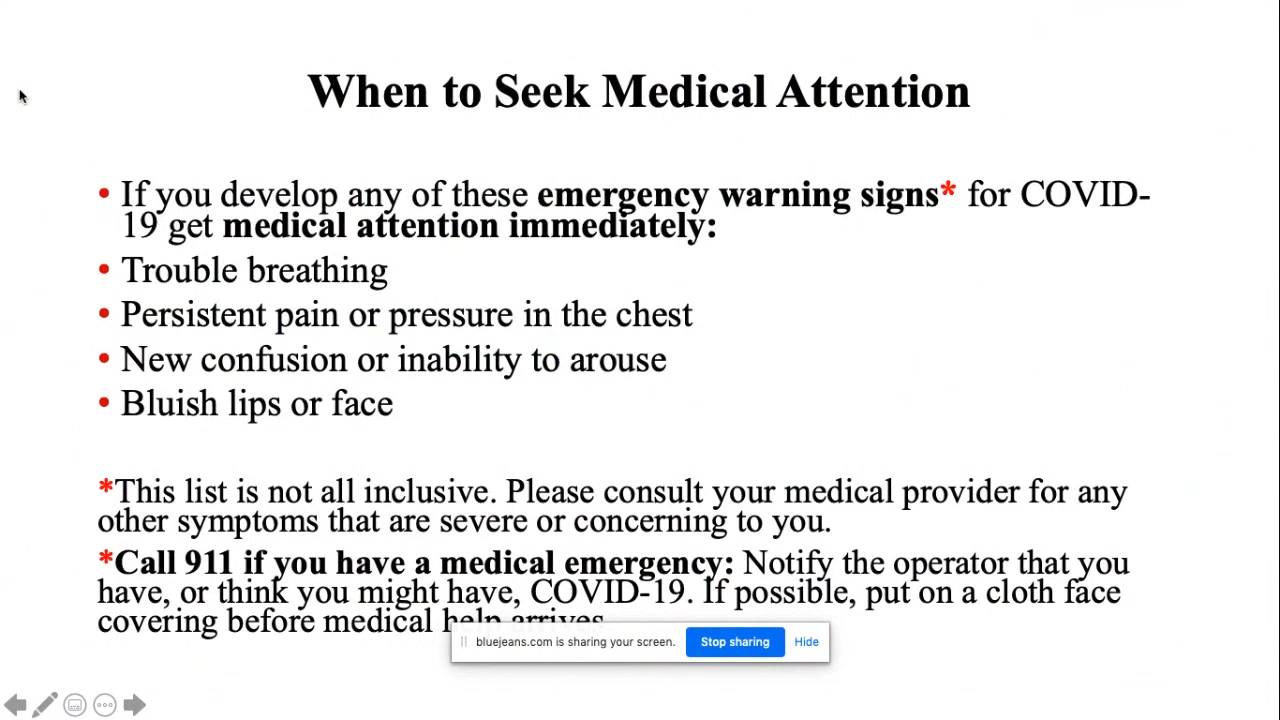 When to Seek Medical Attention
• If you develop any of these emergency warning signs* for COVID-
19 get medical attention immediately:
• Trouble breathing
• Persistent pain or pressure in the chest
• New confusion or inability to arouse
• Bluish lips or face
*This list is not all inclusive. Please consult your medical provider for any
other symptoms that are severe or concerning to you.
*Call 911 if you have a medical emergency: Notify the operator that you
have, or think you might have, COVID-19. If possible, put on a cloth face
covering before medical help arrives.
bluejeans.com is sharing your screen. Stop sharing Hide